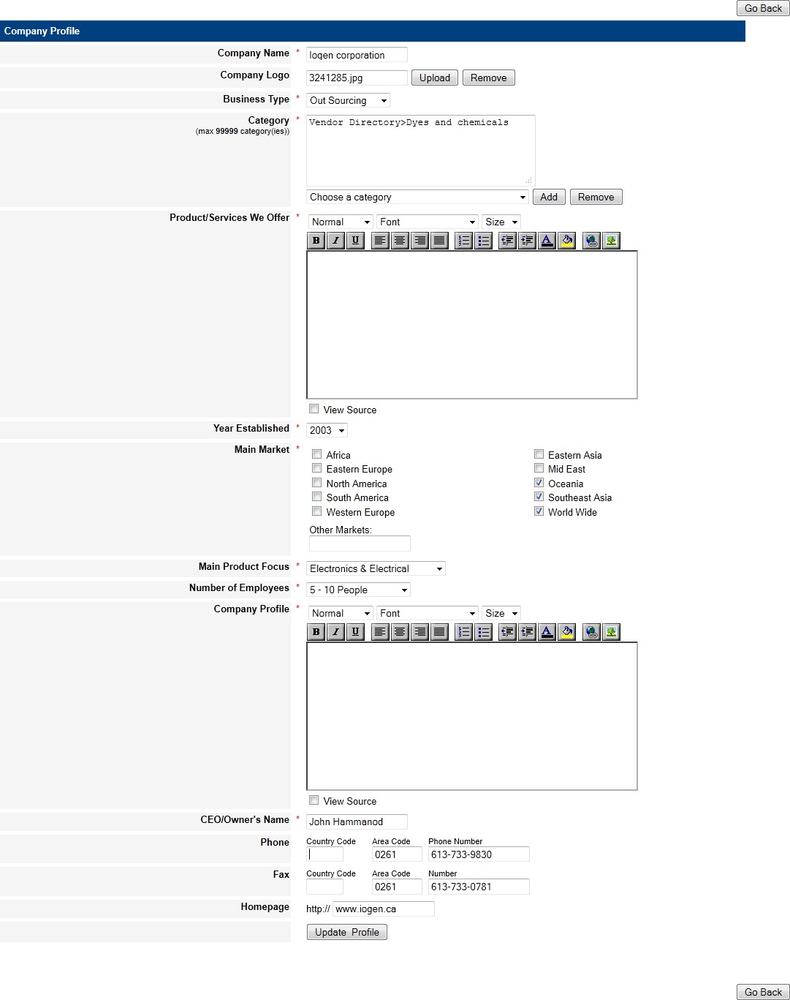 Go Back
Company Profile
Company Name * Iogen corporation
Company Logo 3241285.jpg Upload Remove
Business Type * Out Sourcing
Category * Vendor Directory>Dyes and chemicals
(max 99999 category(ies))
Choose a category Add Remove
Product/Services We Offer * Normal Font Size
B I U A
View Source
Year Established * 2003
Main Market *
Africa Eastern Asia
Eastern Europe Mid East
North America Oceania
South America Southeast Asia
Western Europe World Wide
Other Markets:
Main Product Focus * Electronics & Electrical
Number of Employees * 5 - 10 People
Company Profile * Normal Font Size
B I U A
View Source
CEO/Owner's Name * John Hammanod
Phone Country Code Area Code Phone Number
0261 613-733-9830
Fax Country Code Area Code Number
0261 613-733-0781
Homepage http:// www.iogen.ca
Update Profile
Go Back